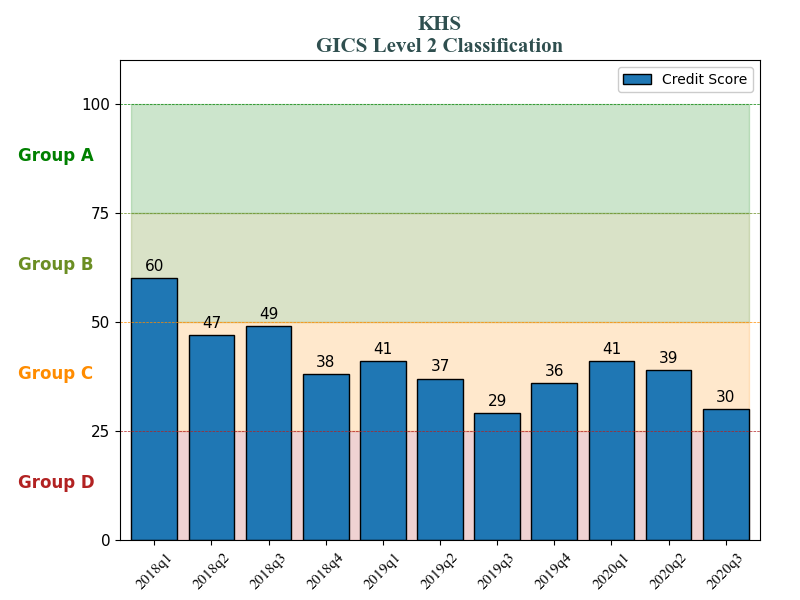 KHS
GICS Level 2 Classification
Credit Score
100
Group A
75
Group B
60
50
47
49
38
41
37
29
36
41
39
30
Group C
25
Group D
0
2018q1
2018q2
2018q3
2018q4
2019q1
2019q2
2019q3
2019q4
2020q1
2020q2
2020q3